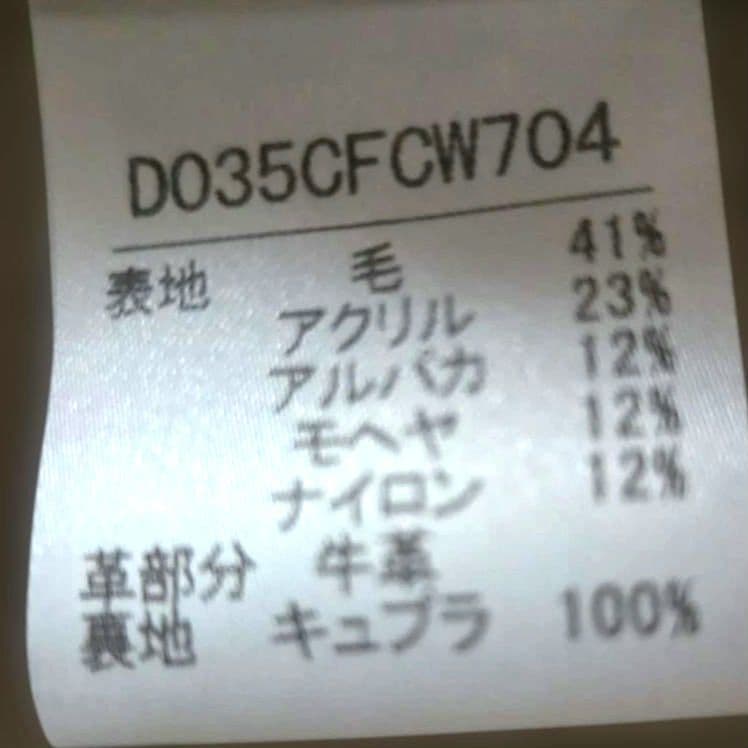 D035CFCW704
表地 毛 41%
アクリル 23%
アルパカ 12%
モヘヤ 12%
ナイロン 12%
革部分 牛革
裏地 キュプラ 100%